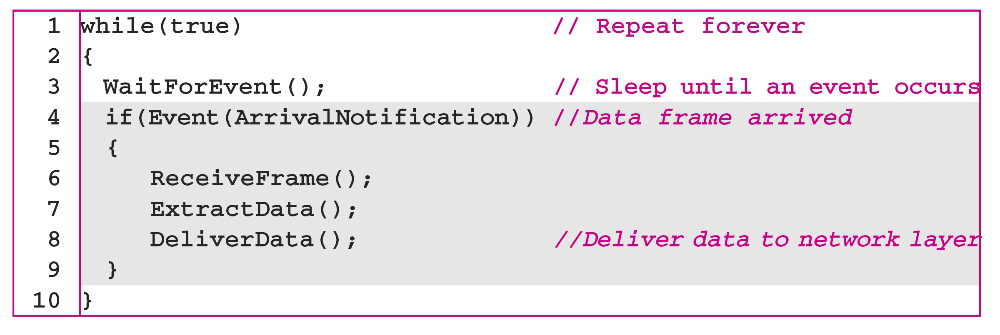 1 while(true) // Repeat forever
2 {
3 WaitForEvent(); // Sleep until an event occurs
4 if(Event(ArrivalNotification)) //Data frame arrived
5 {
6 ReceiveFrame();
7 ExtractData();
8 DeliverData(); //Deliver data to network layer
9 }
10 }